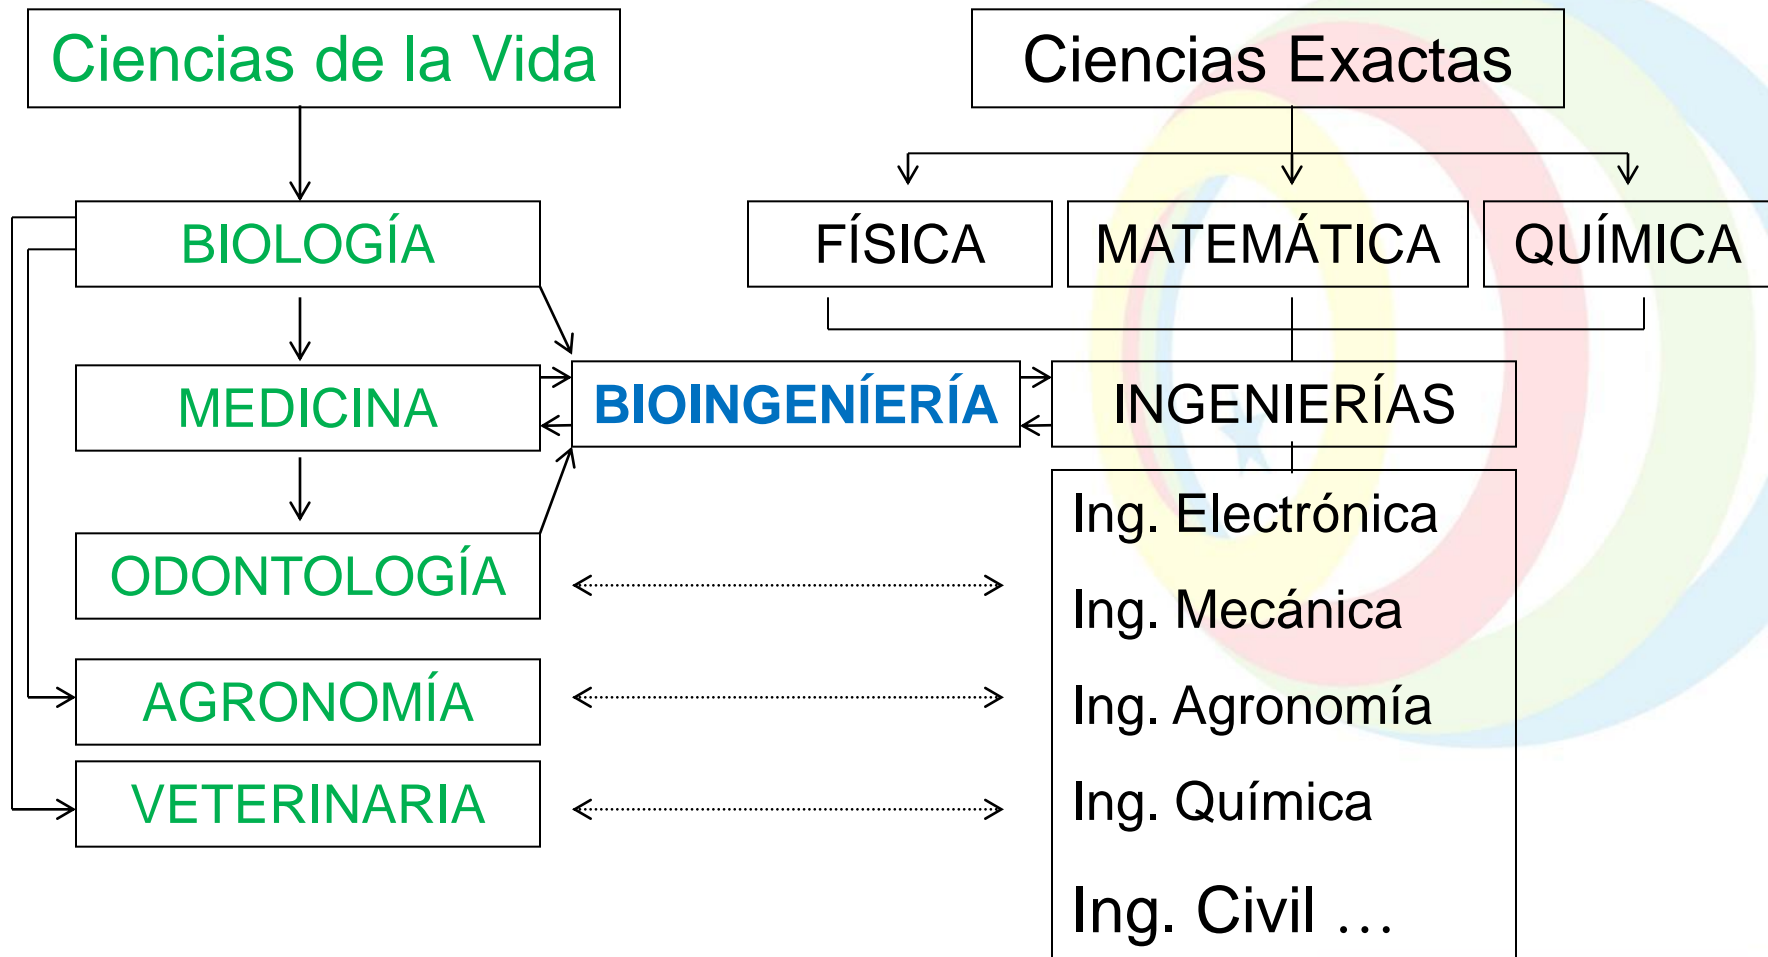 Ciencias de la Vida
Ciencias Exactas
BIOLOGÍA
FÍSICA
MATEMÁTICA
QUÍMICA
MEDICINA
BIOINGENÍERÍA
INGENIERÍAS
Ing. Electrónica
ODONTOLOGÍA
Ing. Mecánica
AGRONOMÍA
Ing. Agronomía
VETERINARIA
Ing. Química
Ing. Civil …